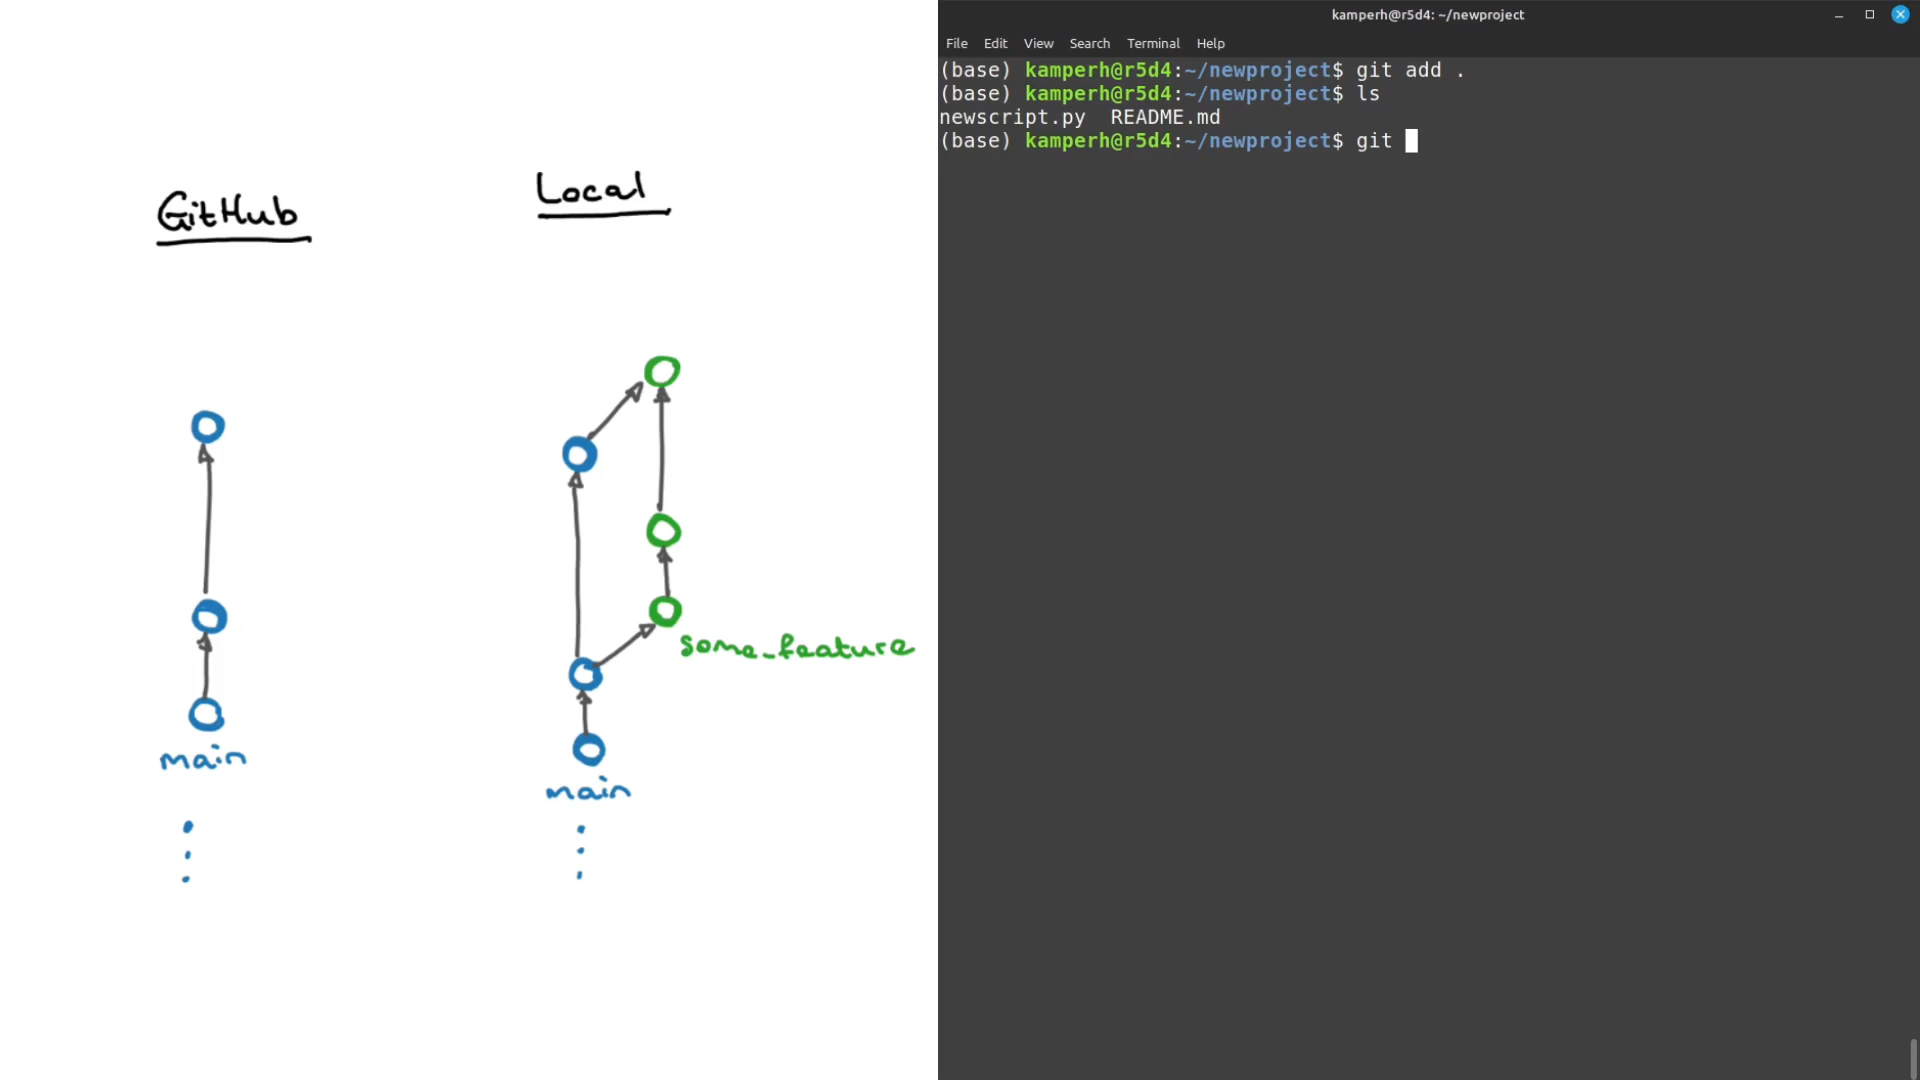 GitHub
Local
some_feature
main
main
kamperh@r5d4: ~/newproject
File Edit View Search Terminal Help
(base) kamperh@r5d4:~/newproject$ git add .
(base) kamperh@r5d4:~/newproject$ ls
newscript.py  README.md
(base) kamperh@r5d4:~/newproject$ git